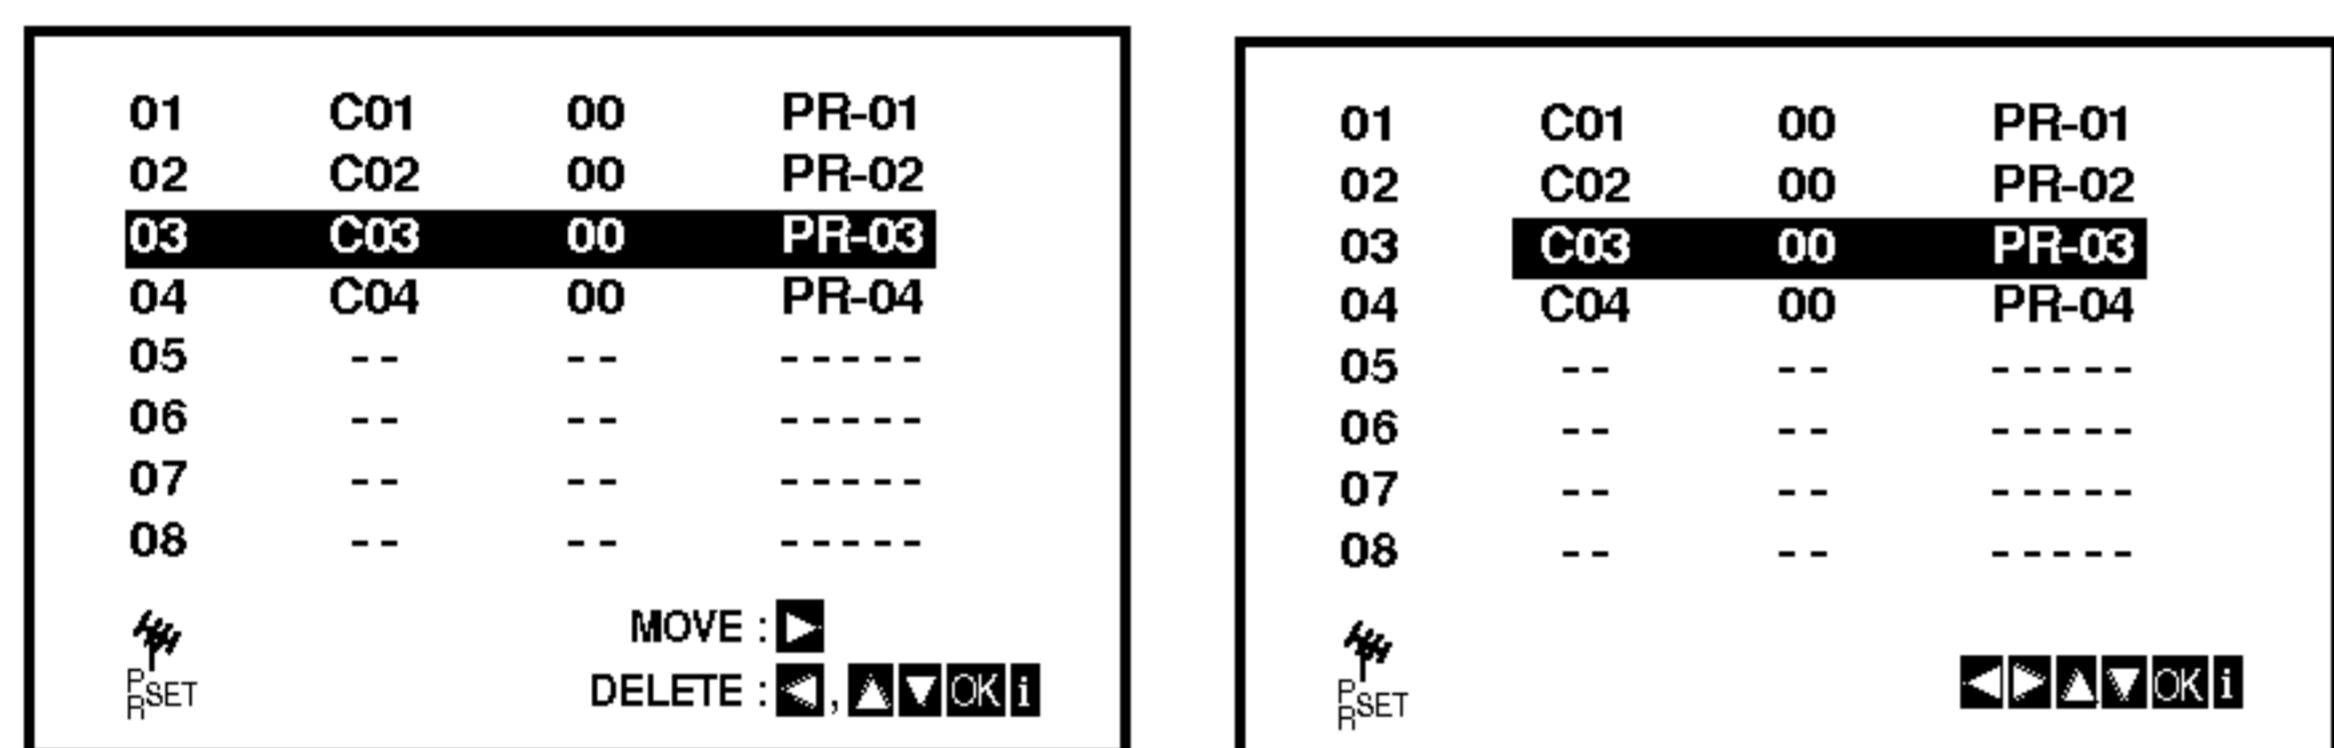 01 C01 00 PR-01
02 C02 00 PR-02
03 C03 00 PR-03
04 C04 00 PR-04
05 -- -- -----
06 -- -- -----
07 -- -- -----
08 -- -- -----
MOVE : ▷
DELETE : ◁ , △ ▽ OK i
PR SET
01 C01 00 PR-01
02 C02 00 PR-02
03 C03 00 PR-03
04 C04 00 PR-04
05 -- -- -----
06 -- -- -----
07 -- -- -----
08 -- -- -----
◁ ▷ △ ▽ OK i
PR SET